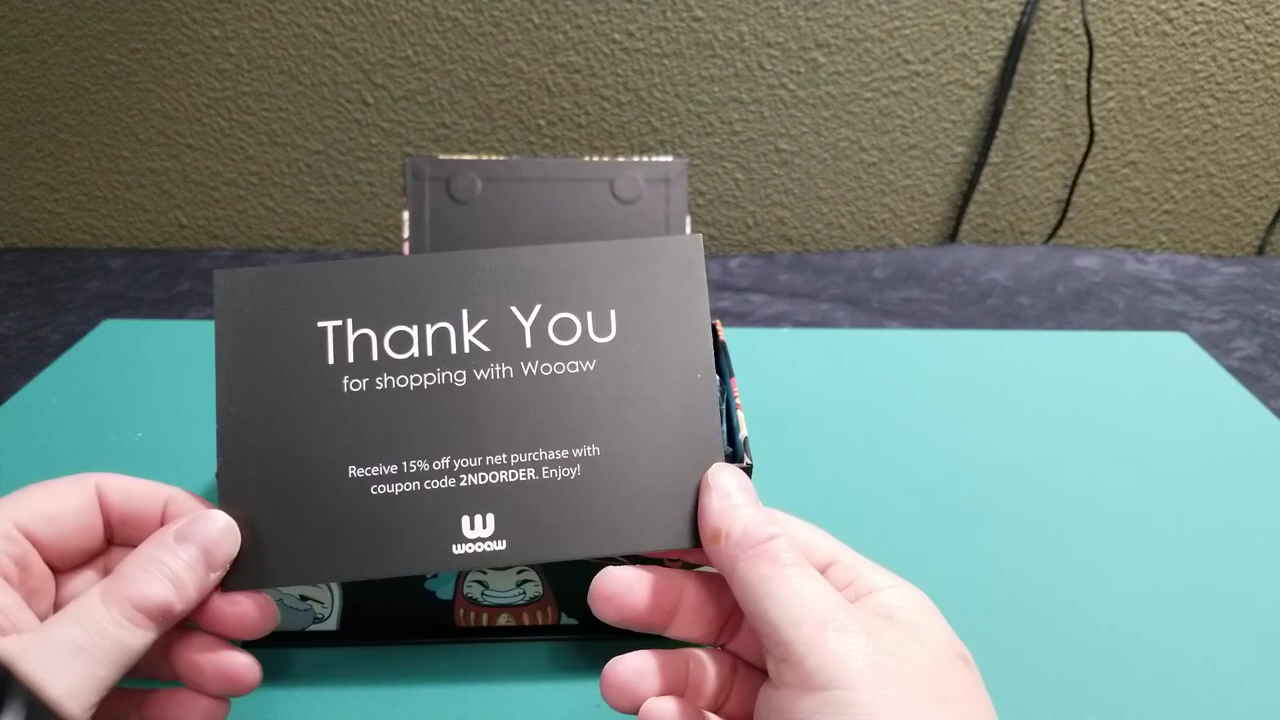 Thank You
for shopping with Wooaw
Receive 15% off your net purchase with
coupon code 2NDORDER. Enjoy!
W
wooaw